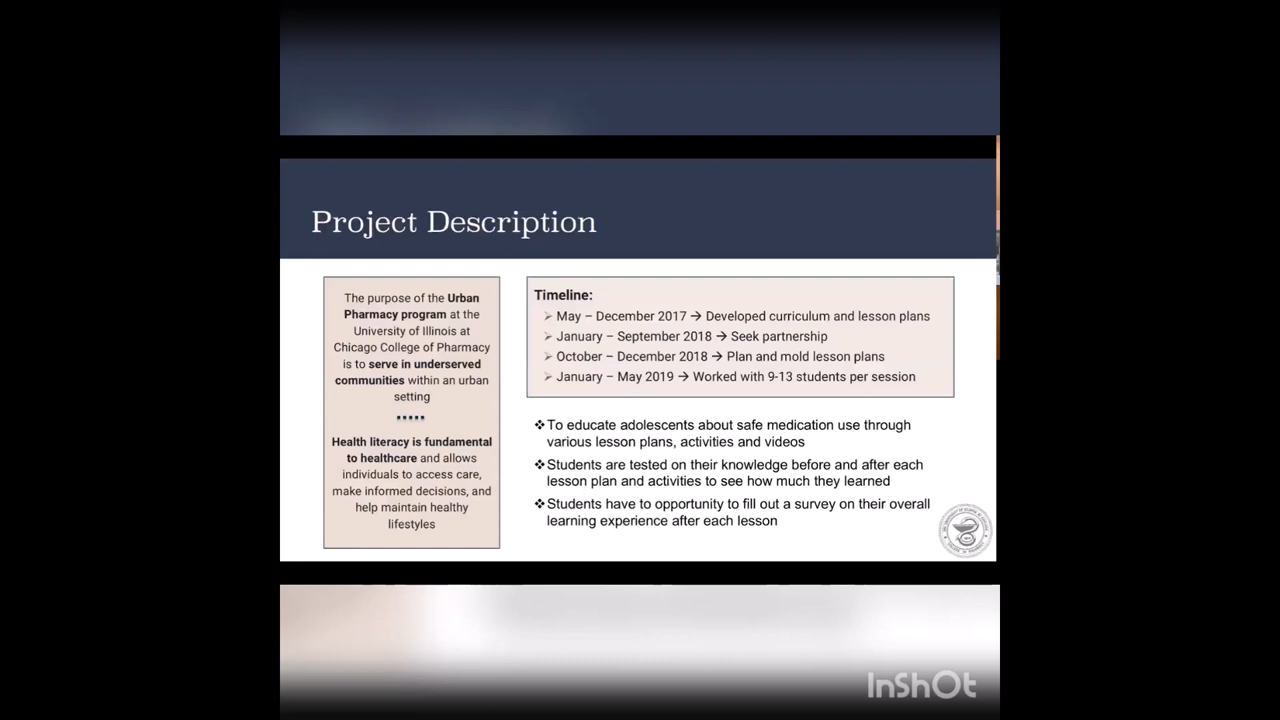 Project Description
The purpose of the Urban
Pharmacy program at the
University of Illinois at
Chicago College of Pharmacy
is to serve in underserved
communities within an urban
setting
Health literacy is fundamental
to healthcare and allows
individuals to access care,
make informed decisions, and
help maintain healthy
lifestyles
Timeline:
➢ May – December 2017 → Developed curriculum and lesson plans
➢ January – September 2018 → Seek partnership
➢ October – December 2018 → Plan and mold lesson plans
➢ January – May 2019 → Worked with 9-13 students per session
❖To educate adolescents about safe medication use through
various lesson plans, activities and videos
❖Students are tested on their knowledge before and after each
lesson plan and activities to see how much they learned
❖Students have to opportunity to fill out a survey on their overall
learning experience after each lesson
InShOt